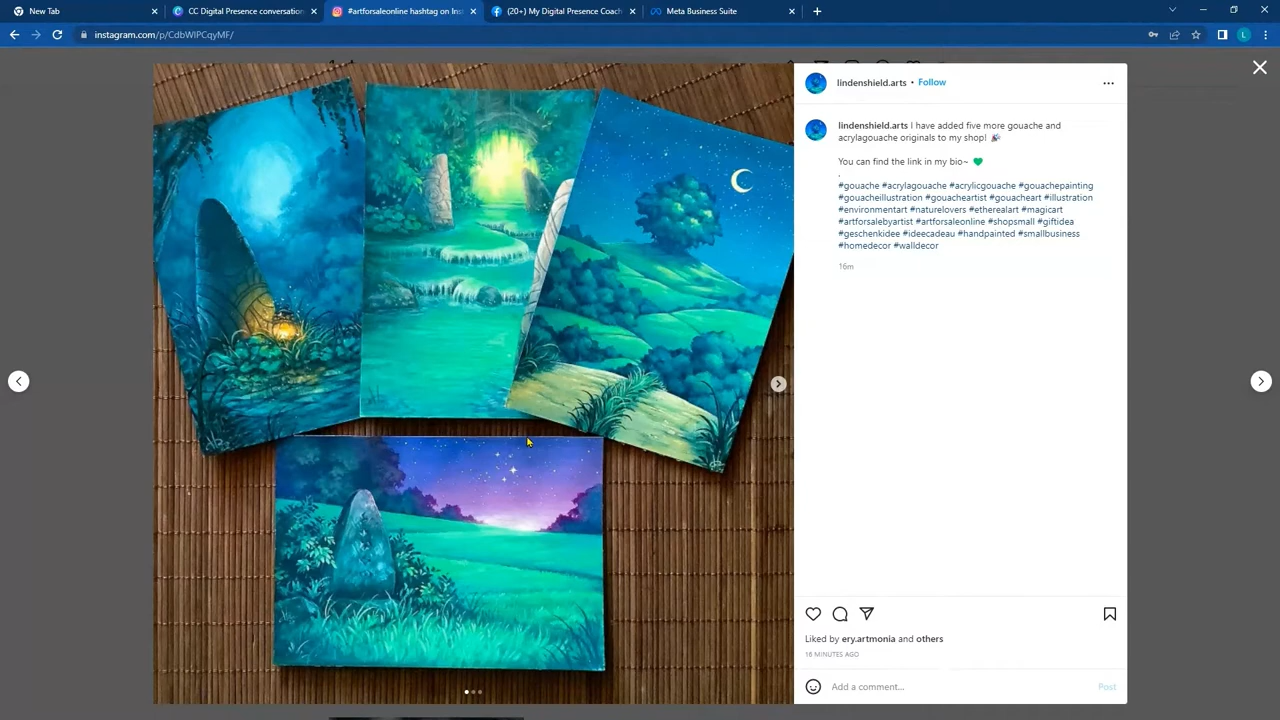 New Tab
CC Digital Presence conversation
#artforsaleonline hashtag on Inst
(20+) My Digital Presence Coach
Meta Business Suite
instagram.com/p/CdbWIPCqyMF/
L
lindenshield.arts • Follow
lindenshield.arts I have added five more gouache and
acrylagouache originals to my shop! 🎉
You can find the link in my bio~ 💚
.
#gouache #acrylagouache #acrylicgouache #gouachepainting
#gouacheillustration #gouacheartist #gouacheart #illustration
#environmentart #naturelovers #etherealart #magicart
#artforsalebyartist #artforsaleonline #shopsmall #giftidea
#geschenkidee #ideecadeau #handpainted #smallbusiness
#homedecor #walldecor
16m
Liked by ery.artmonia and others
16 MINUTES AGO
Add a comment...
Post